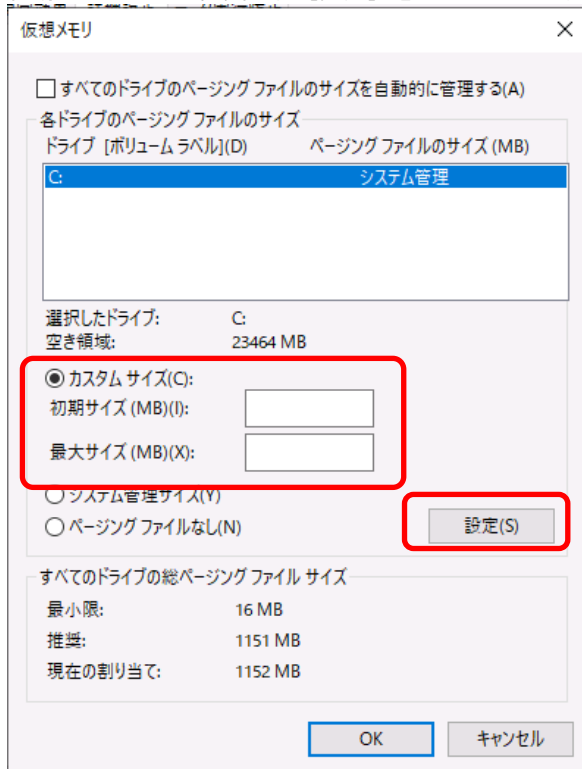 仮想メモリ
すべてのドライブのページング ファイルのサイズを自動的に管理する(A)
各ドライブのページング ファイルのサイズ
ドライブ [ボリューム ラベル](D) ページング ファイルのサイズ (MB)
C: システム管理
選択したドライブ: C:
空き領域: 23464 MB
カスタム サイズ(C):
初期サイズ (MB)(I):
最大サイズ (MB)(X):
システム管理サイズ(Y)
ページング ファイルなし(N) 設定(S)
すべてのドライブの総ページング ファイル サイズ
最小限: 16 MB
推奨: 1151 MB
現在の割り当て: 1152 MB
OK キャンセル